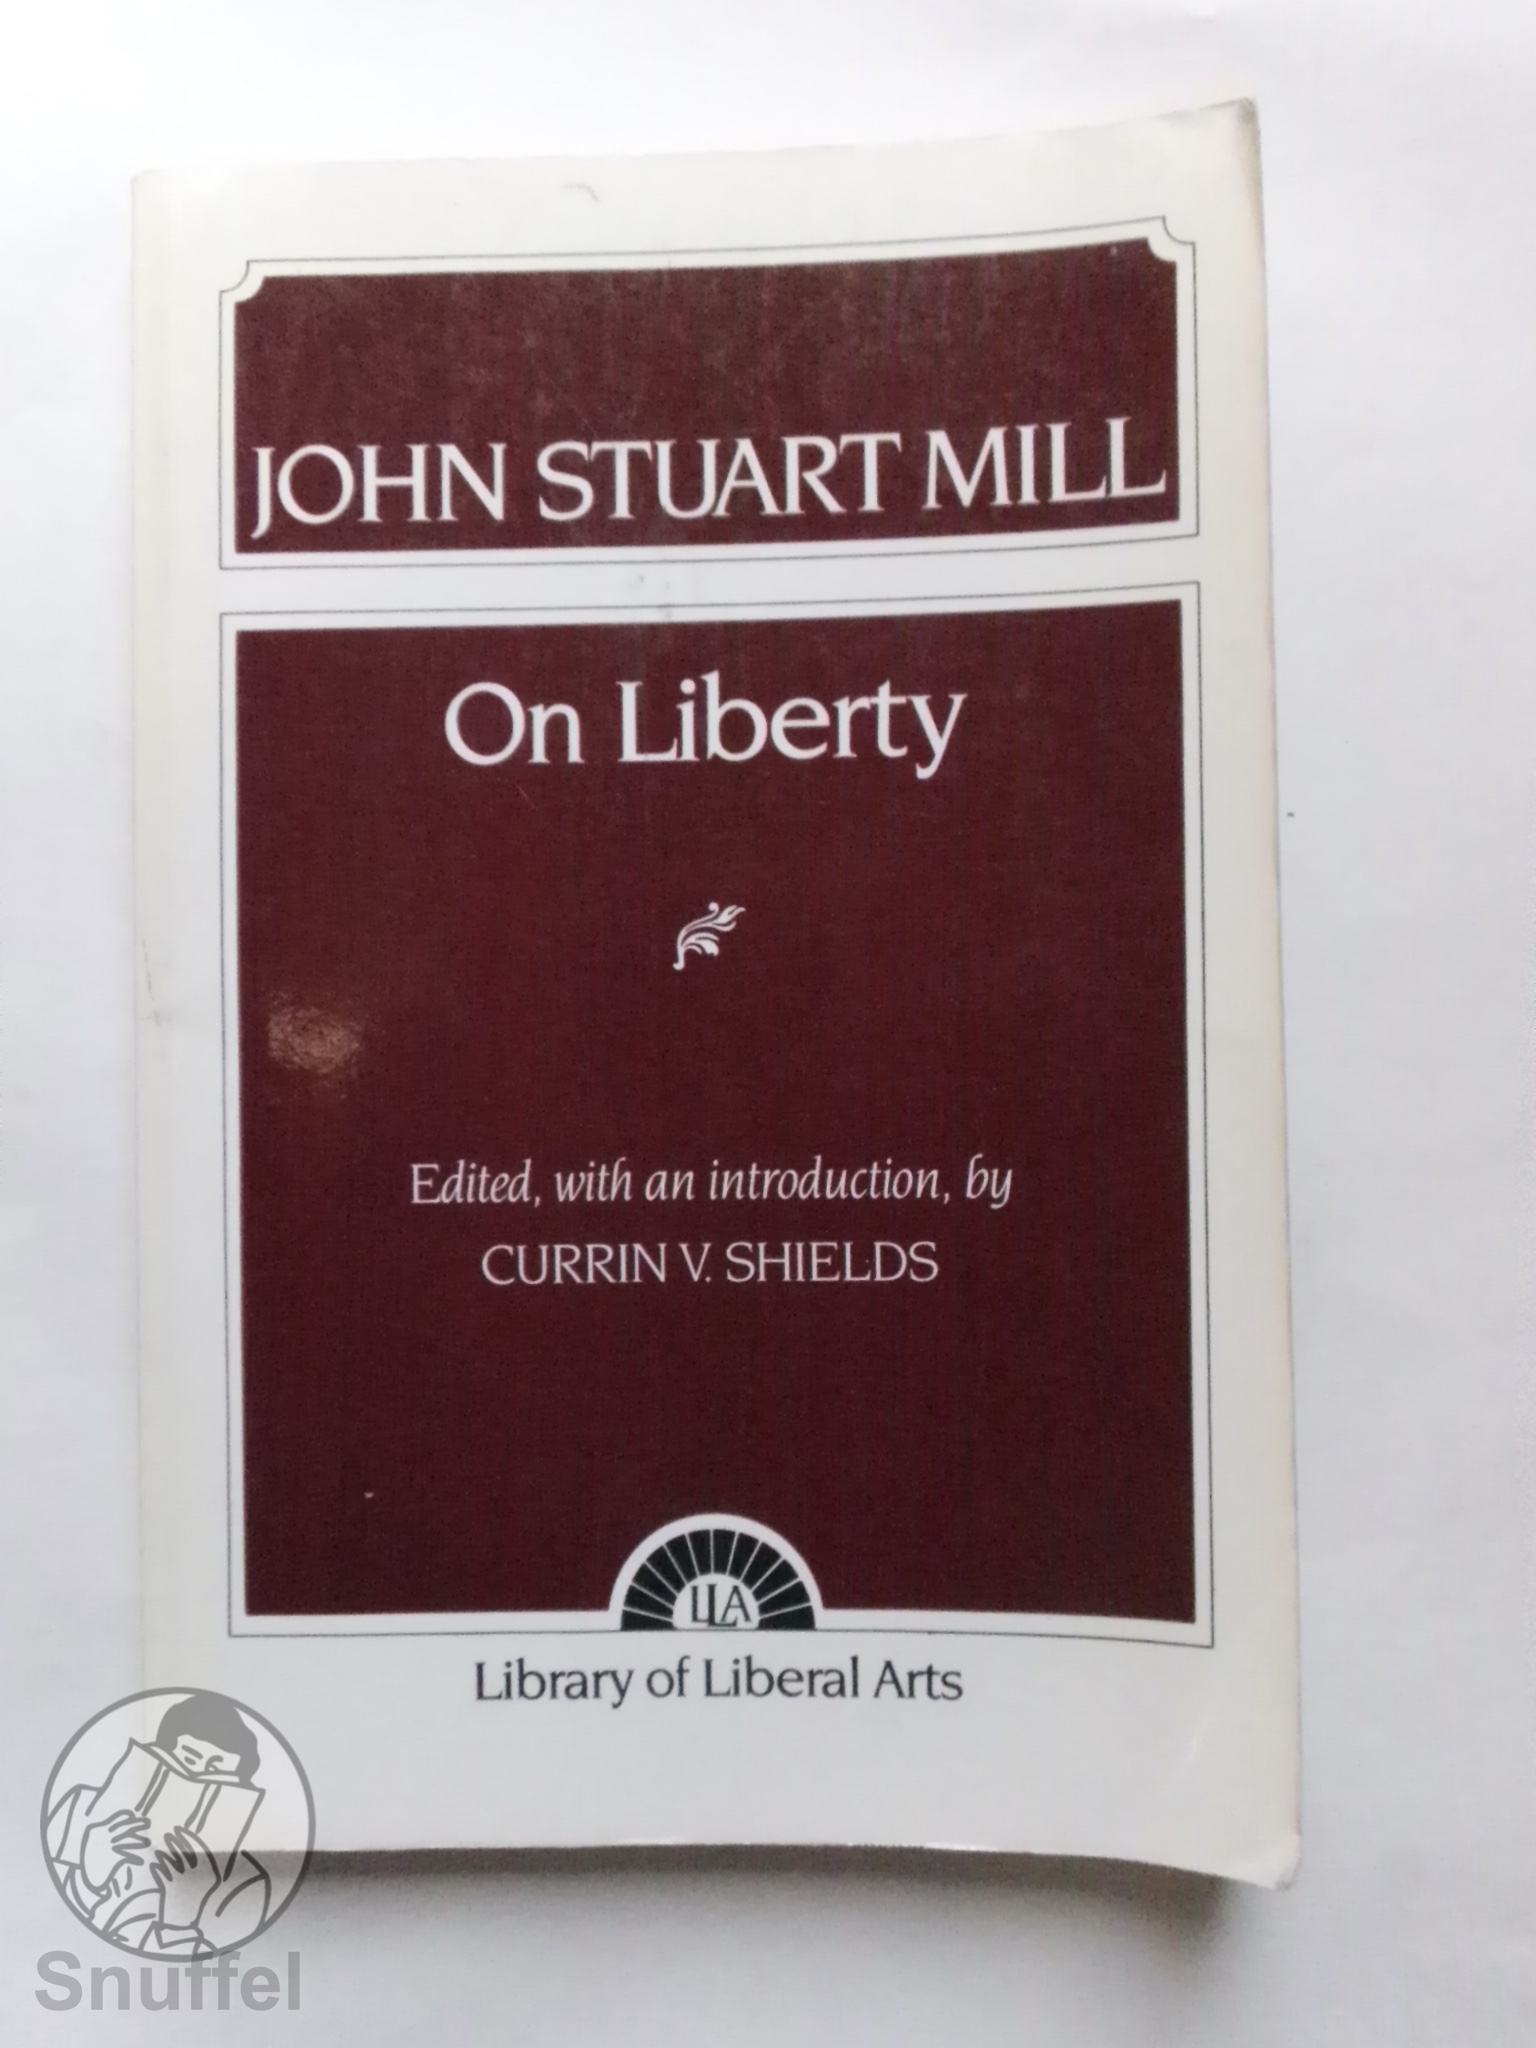 JOHN STUART MILL
On Liberty
Edited, with an introduction, by
CURRIN V. SHIELDS
LLA
Library of Liberal Arts
Snuffel